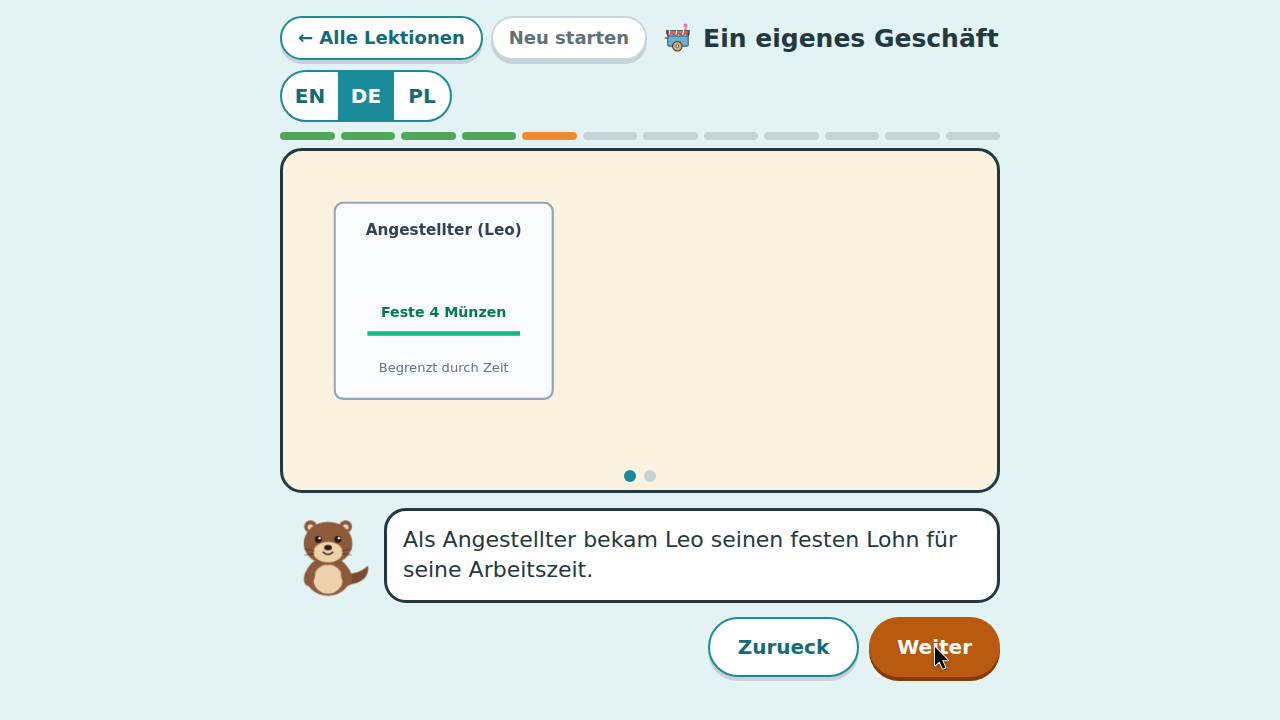 ← Alle Lektionen
Neu starten
Ein eigenes Geschäft
EN DE PL
Angestellter (Leo)
Feste 4 Münzen
Begrenzt durch Zeit
Als Angestellter bekam Leo seinen festen Lohn für
seine Arbeitszeit.
Zurueck
Weiter